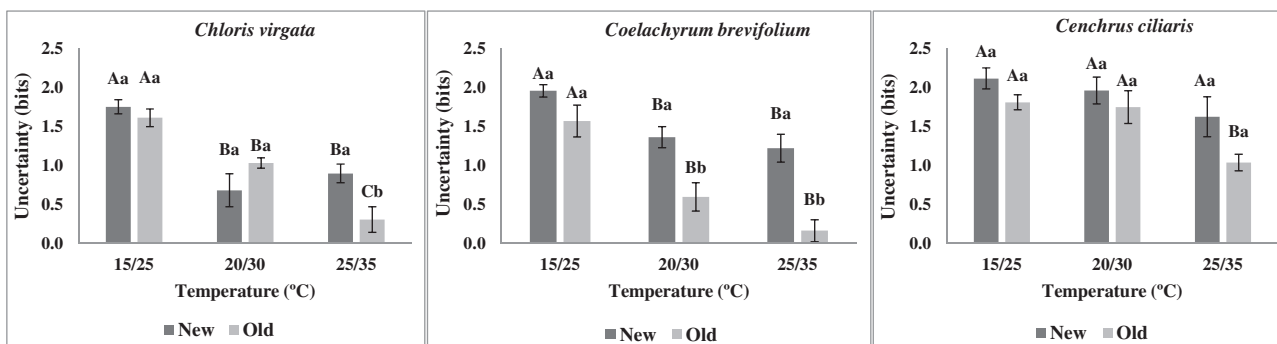 Chloris virgata
Uncertainty (bits)
2.5
2.0
1.5
1.0
0.5
0.0
Aa Aa
Ba Ba
Ba Cb
15/25 20/30 25/35
Temperature (ºC)
New Old
Coelachyrum brevifolium
Uncertainty (bits)
2.5
2.0
1.5
1.0
0.5
0.0
Aa Aa
Ba Bb
Ba Bb
15/25 20/30 25/35
Temperature (ºC)
New Old
Cenchrus ciliaris
Uncertainty (bits)
2.5
2.0
1.5
1.0
0.5
0.0
Aa Aa
Aa Aa
Aa Ba
15/25 20/30 25/35
Temperature (ºC)
New Old